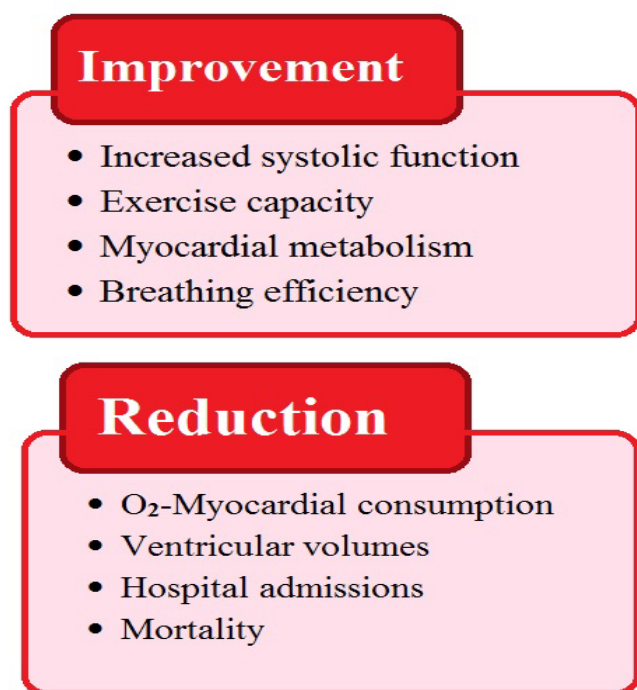 Improvement
• Increased systolic function
• Exercise capacity
• Myocardial metabolism
• Breathing efficiency
Reduction
• O₂-Myocardial consumption
• Ventricular volumes
• Hospital admissions
• Mortality